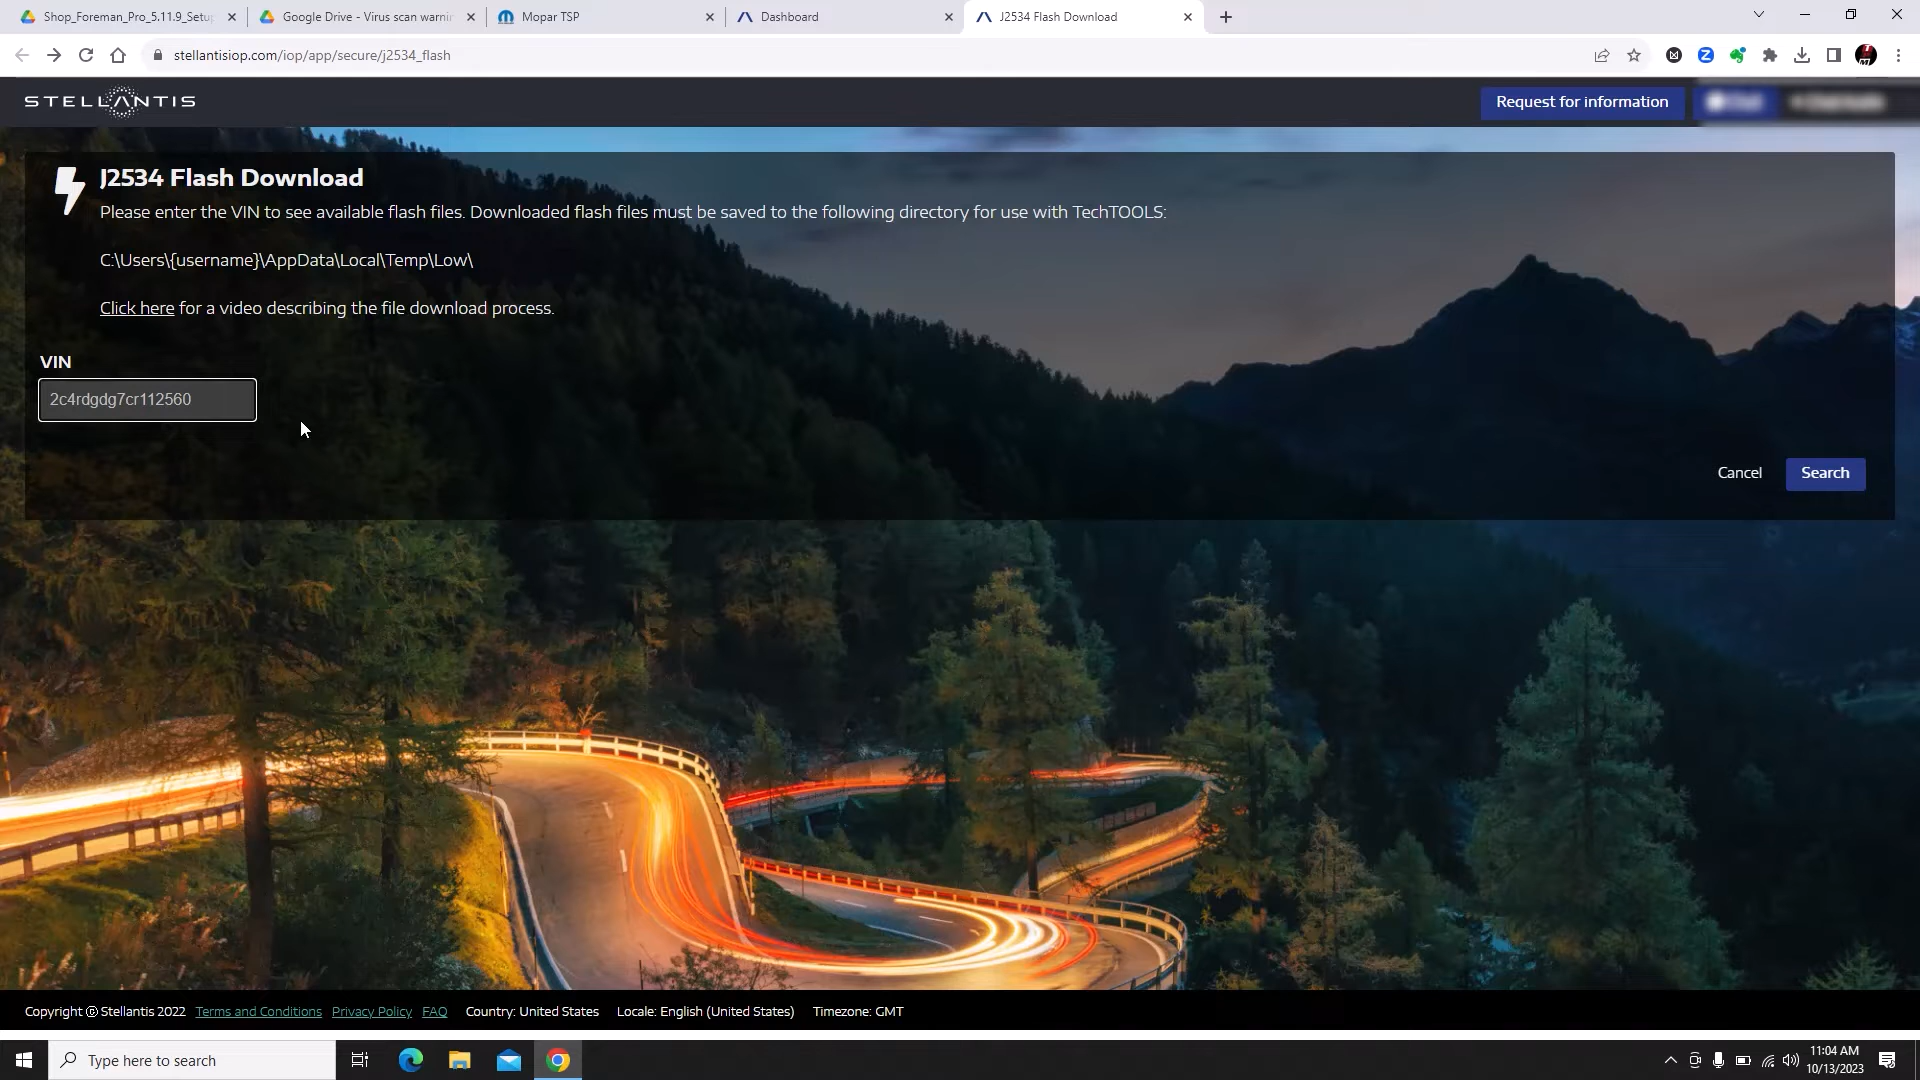 Shop_Foreman_Pro_5.11.9_Setu
Google Drive - Virus scan warni
Mopar TSP
Dashboard
J2534 Flash Download
stellantisiop.com/iop/app/secure/j2534_flash
STELLANTIS
Request for information
J2534 Flash Download
Please enter the VIN to see available flash files. Downloaded flash files must be saved to the following directory for use with TechTOOLS:
C:\Users\{username}\AppData\Local\Temp\Low\
Click here for a video describing the file download process.
VIN
2c4rdgdg7cr112560
Cancel
Search
Copyright © Stellantis 2022 Terms and Conditions Privacy Policy FAQ Country: United States Locale: English (United States) Timezone: GMT
Type here to search
11:04 AM
10/13/2023